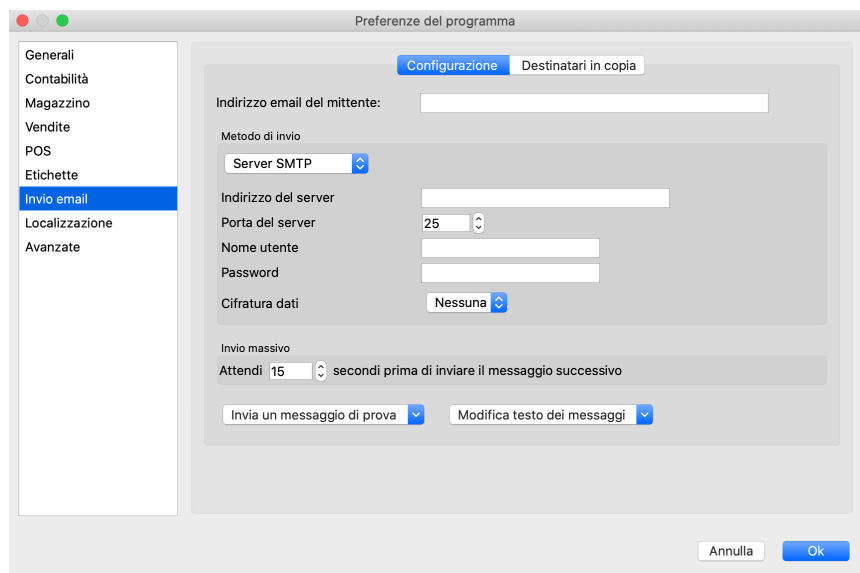 Preferenze del programma
Generali
Contabilità
Magazzino
Vendite
POS
Etichette
Invio email
Localizzazione
Avanzate
Configurazione Destinatari in copia
Indirizzo email del mittente:
Metodo di invio
Server SMTP
Indirizzo del server
Porta del server 25
Nome utente
Password
Cifratura dati Nessuna
Invio massivo
Attendi 15 secondi prima di inviare il messaggio successivo
Invia un messaggio di prova Modifica testo dei messaggi
Annulla Ok